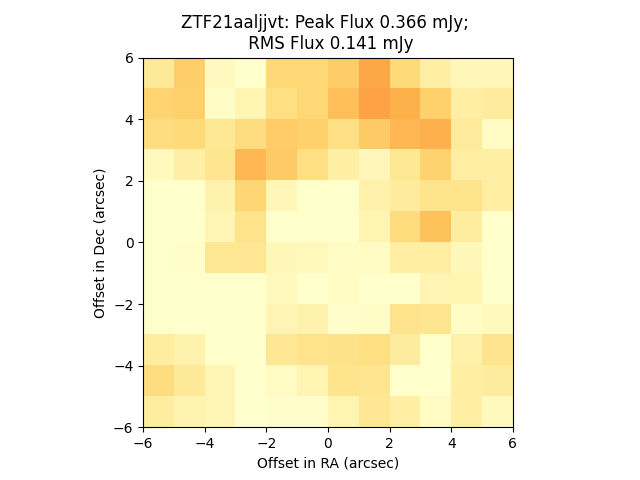 ZTF21aaljjvt: Peak Flux 0.366 mJy;
RMS Flux 0.141 mJy
6
4
2
0
−2
−4
−6
Offset in Dec (arcsec)
−6 −4 −2 0 2 4 6
Offset in RA (arcsec)